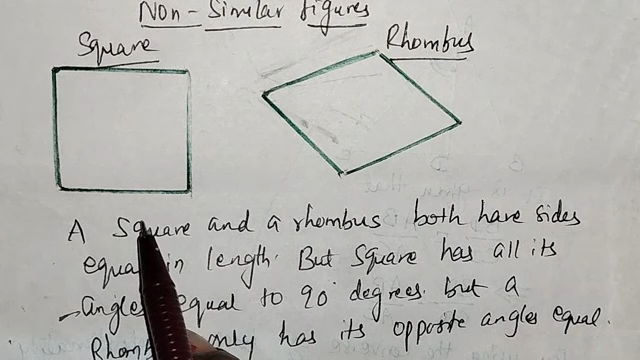 Non-Similar figures
Square
Rhombus
A Square and a rhombus both have sides
equal in length. But Square has all its
angles equal to 90° degrees. but a
Rhomb only has its opposite angles equal.